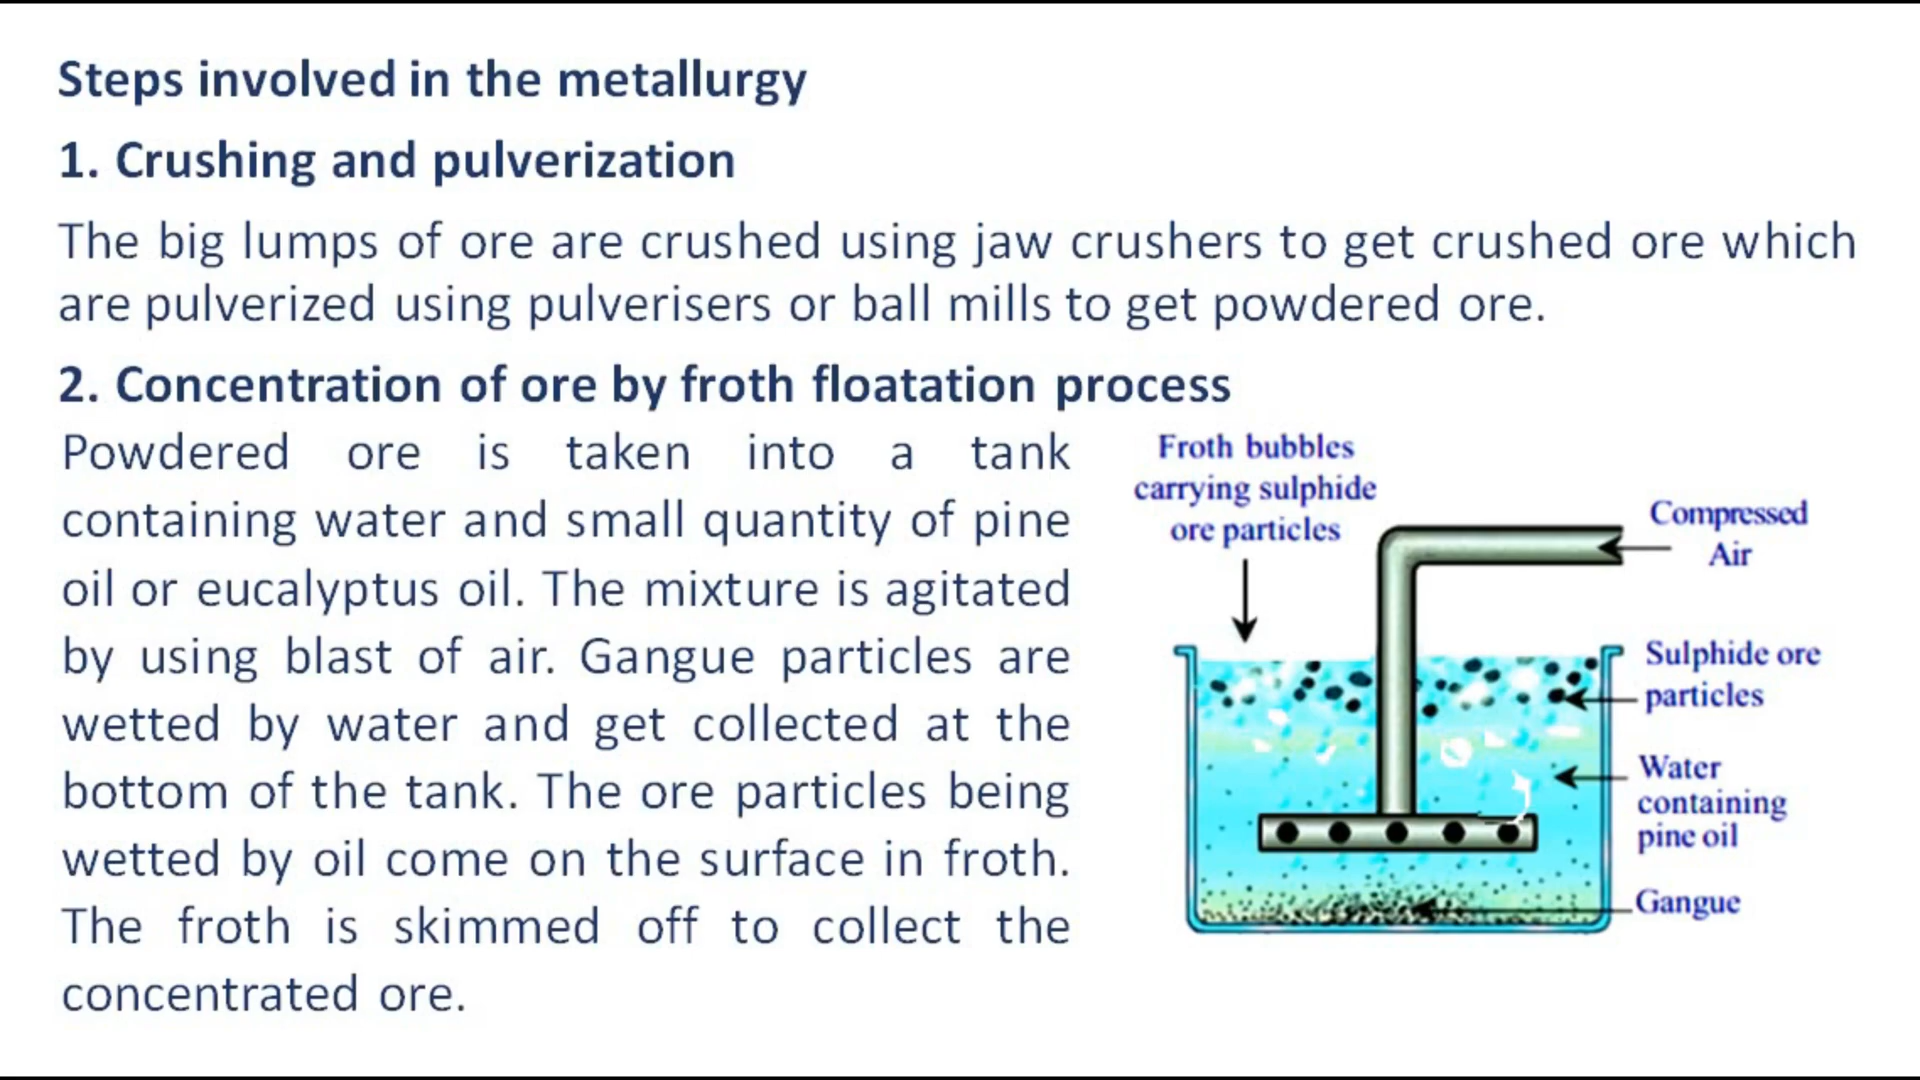 Steps involved in the metallurgy
1. Crushing and pulverization
The big lumps of ore are crushed using jaw crushers to get crushed ore which
are pulverized using pulverisers or ball mills to get powdered ore.
2. Concentration of ore by froth floatation process
Powdered ore is taken into a tank
containing water and small quantity of pine
oil or eucalyptus oil. The mixture is agitated
by using blast of air. Gangue particles are
wetted by water and get collected at the
bottom of the tank. The ore particles being
wetted by oil come on the surface in froth.
The froth is skimmed off to collect the
concentrated ore.
Froth bubbles
carrying sulphide
ore particles
Compressed
Air
Sulphide ore
particles
Water
containing
pine oil
Gangue